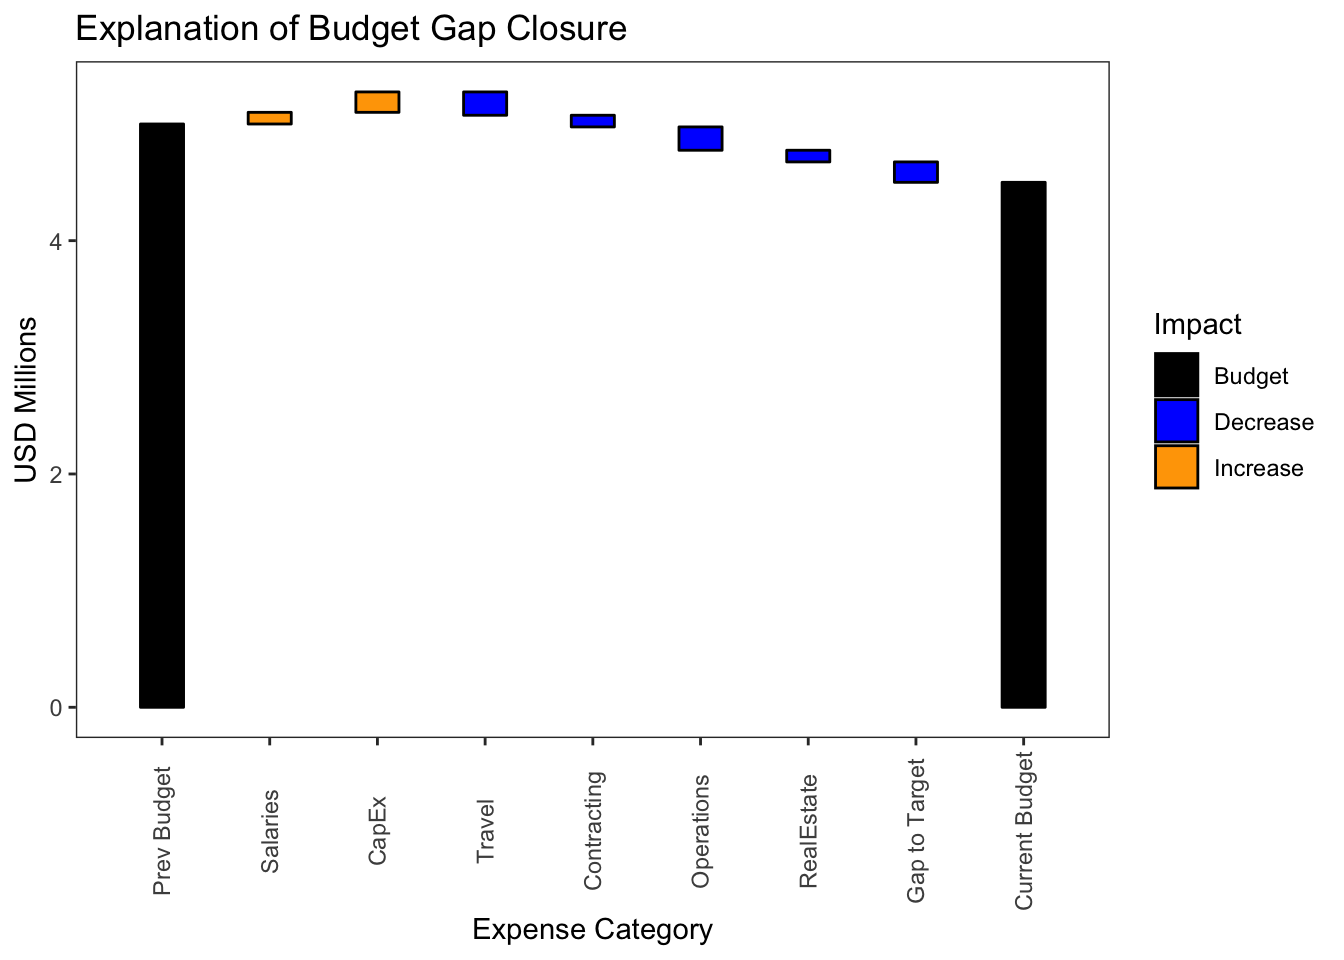 Explanation of Budget Gap Closure
USD Millions
4
2
0
Prev Budget
Salaries
CapEx
Travel
Contracting
Operations
RealEstate
Gap to Target
Current Budget
Expense Category
Impact
Budget
Decrease
Increase